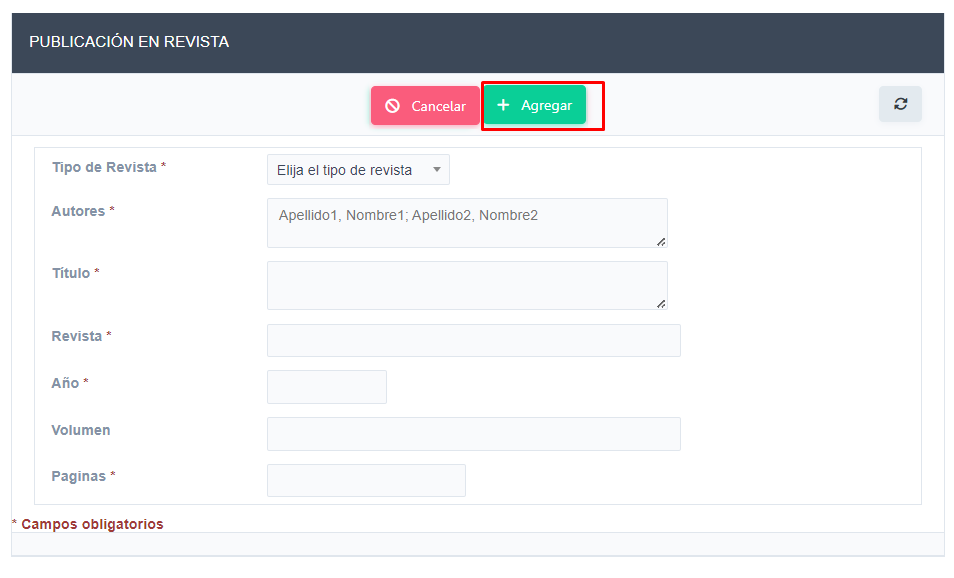 PUBLICACIÓN EN REVISTA
Cancelar
Agregar
Tipo de Revista *
Elija el tipo de revista
Autores *
Apellido1, Nombre1; Apellido2, Nombre2
Título *
Revista *
Año *
Volumen
Paginas *
* Campos obligatorios